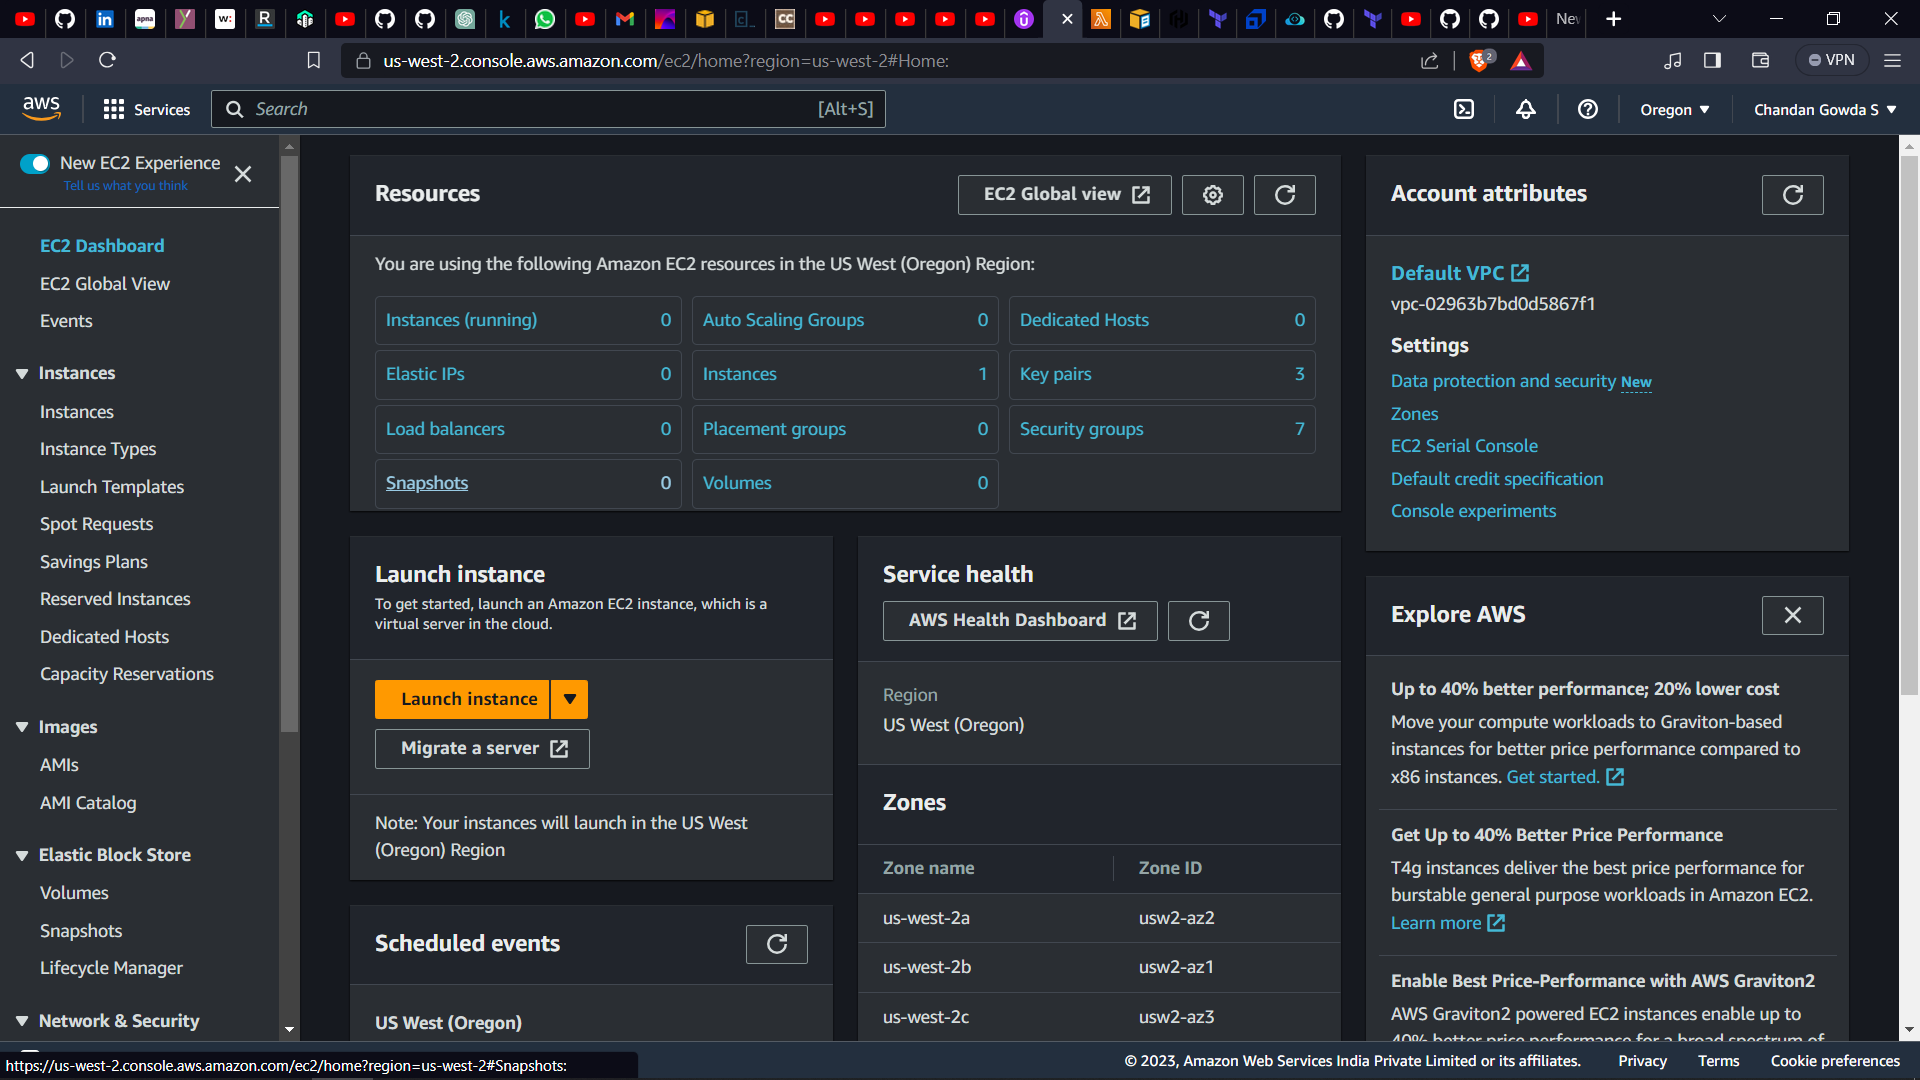 apna
w:
R
k
cl
CC
New
us-west-2.console.aws.amazon.com/ec2/home?region=us-west-2#Home:
2
VPN
aws
Services
Search
[Alt+S]
Oregon
Chandan Gowda S
New EC2 Experience
Tell us what you think
EC2 Dashboard
EC2 Global View
Events
Instances
Instances
Instance Types
Launch Templates
Spot Requests
Savings Plans
Reserved Instances
Dedicated Hosts
Capacity Reservations
Images
AMIs
AMI Catalog
Elastic Block Store
Volumes
Snapshots
Lifecycle Manager
Network & Security
Resources
EC2 Global view
You are using the following Amazon EC2 resources in the US West (Oregon) Region:
Instances (running) 0
Auto Scaling Groups 0
Dedicated Hosts 0
Elastic IPs 0
Instances 1
Key pairs 3
Load balancers 0
Placement groups 0
Security groups 7
Snapshots 0
Volumes 0
Launch instance
To get started, launch an Amazon EC2 instance, which is a
virtual server in the cloud.
Launch instance
Migrate a server
Note: Your instances will launch in the US West
(Oregon) Region
Scheduled events
US West (Oregon)
Service health
AWS Health Dashboard
Region
US West (Oregon)
Zones
Zone name Zone ID
us-west-2a usw2-az2
us-west-2b usw2-az1
us-west-2c usw2-az3
Account attributes
Default VPC
vpc-02963b7bd0d5867f1
Settings
Data protection and security New
Zones
EC2 Serial Console
Default credit specification
Console experiments
Explore AWS
Up to 40% better performance; 20% lower cost
Move your compute workloads to Graviton-based
instances for better price performance compared to
x86 instances. Get started.
Get Up to 40% Better Price Performance
T4g instances deliver the best price performance for
burstable general purpose workloads in Amazon EC2.
Learn more
Enable Best Price-Performance with AWS Graviton2
AWS Graviton2 powered EC2 instances enable up to
40% better price performance for a broad spectrum of
https://us-west-2.console.aws.amazon.com/ec2/home?region=us-west-2#Snapshots:
© 2023, Amazon Web Services India Private Limited or its affiliates.
Privacy
Terms
Cookie preferences